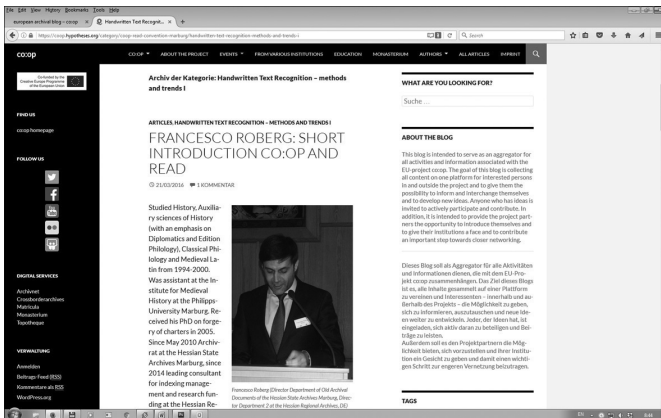 File Edit View History Bookmarks Tools Help
european archival blog – co:op × Handwritten Text Recognit... × +
https://coop.hypotheses.org/category/coop-read-convention-marburg/handwritten-text-recognition-methods-and-trends-i
Search
co:op
CO:OP ABOUT THE PROJECT EVENTS FROM VARIOUS INSTITUTIONS EDUCATION MONASTERIUM AUTHORS ALL ARTICLES IMPRINT
Co-funded by the
Creative Europe Programme
of the European Union
FIND US
co:op homepage
FOLLOW US
You
Tube
DIGITAL SERVICES
Archivnet
Crossborderarchives
Matricula
Monasterium
Topotheque
VERWALTUNG
Anmelden
Beitrags-Feed (RSS)
Kommentare als RSS
WordPress.org
Archiv der Kategorie: Handwritten Text Recognition – methods
and trends I
ARTICLES, HANDWRITTEN TEXT RECOGNITION – METHODS AND TRENDS I
FRANCESCO ROBERG: SHORT
INTRODUCTION CO:OP AND
READ
21/03/2016 1 KOMMENTAR
Studied History, Auxilia-
ry sciences of History
(with an emphasis on
Diplomatics and Edition
Philology), Classical Phi-
lology and Medieval La-
tin from 1994-2000.
Was assistant at the In-
stitute for Medieval
History at the Philipps-
University Marburg. Re-
ceived his PhD on forge-
ry of charters in 2005.
Since May 2010 Archiv-
rat at the Hessian State
Archives Marburg, since
2014 leading consultant
for indexing manage-
ment and research fun-
ding at the Hessian Re-
Francesco Roberg (Director Department of Old Archival
Documents of the Hessian State Archives Marburg, Direc-
tor Department 2 at the Hessian Regional Archives, DE)
WHAT ARE YOU LOOKING FOR?
Suche …
ABOUT THE BLOG
This blog is intended to serve as an aggregator for
all activities and information associated with the
EU-project co:op. The goal of this blog is collecting
all content on one platform for interested persons
in and outside the project and to give them the
possibility to inform and interchange themselves
and to develop new ideas. Anyone who has ideas is
invited to actively participate and contribute. In
addition, it is intended to provide the project part-
ners the opportunity to introduce themselves and
to give their institutions a face and to contribute
an important step towards closer networking.
Dieses Blog soll als Aggregator für alle Aktivitäten
und Informationen dienen, die mit dem EU-Pro-
jekt co:op zusammenhängen. Das Ziel dieses Blogs
ist es, alle Inhalte gesammelt auf einer Plattform
zu vereinen und Interessenten – innerhalb und au-
ßerhalb des Projekts – die Möglichkeit zu geben,
sich zu informieren, auszutauschen und neue Ide-
en weiter zu entwickeln. Jeder, der Ideen hat, ist
eingeladen, sich aktiv daran zu beteiligen und Bei-
träge zu leisten.
Außerdem soll es den Projektpartnern die Mög-
lichkeit bieten, sich vorzustellen und ihrer Institu-
tion ein Gesicht zu geben und damit einen wichti-
gen Schritt zur engeren Vernetzung beizutragen.
TAGS
EN 8:44